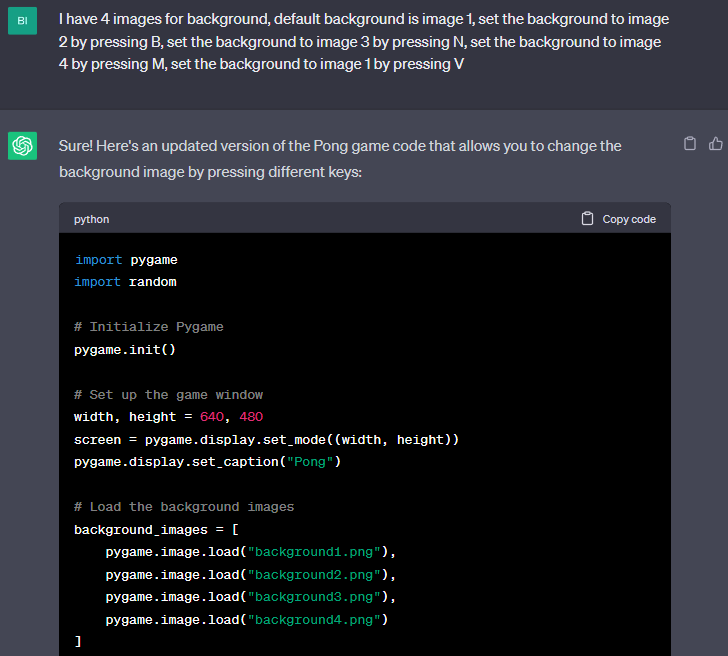 BI
I have 4 images for background, default background is image 1, set the background to image
2 by pressing B, set the background to image 3 by pressing N, set the background to image
4 by pressing M, set the background to image 1 by pressing V
Sure! Here's an updated version of the Pong game code that allows you to change the
background image by pressing different keys:
python Copy code
import pygame
import random
# Initialize Pygame
pygame.init()
# Set up the game window
width, height = 640, 480
screen = pygame.display.set_mode((width, height))
pygame.display.set_caption("Pong")
# Load the background images
background_images = [
    pygame.image.load("background1.png"),
    pygame.image.load("background2.png"),
    pygame.image.load("background3.png"),
    pygame.image.load("background4.png")
]